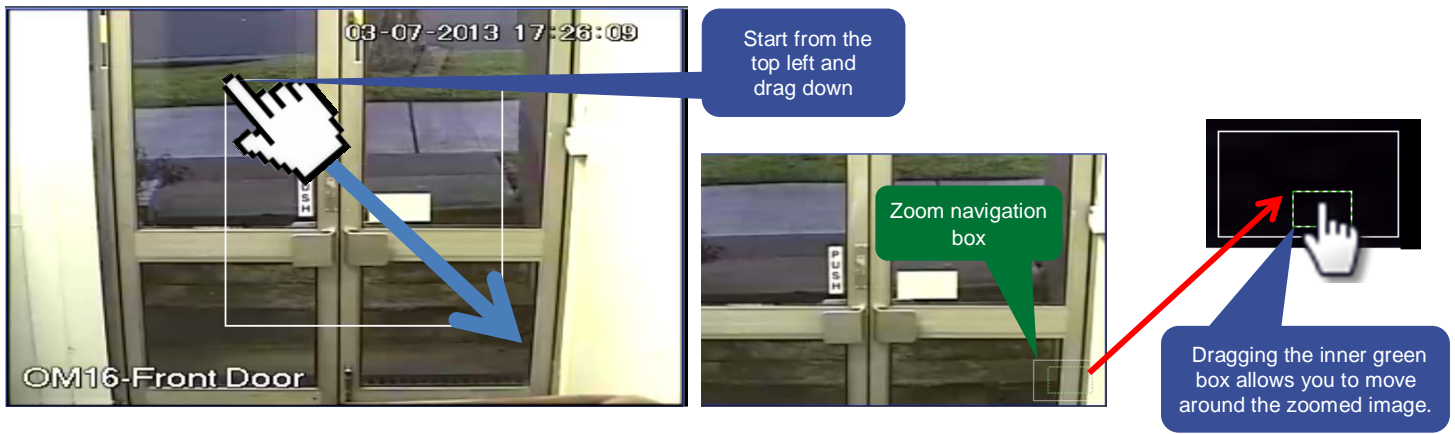 03-07-2013 17:26:09
PUSH
OM16-Front Door
Start from the
top left and
drag down
Zoom navigation
box
PUSH
Dragging the inner green
box allows you to move
around the zoomed image.